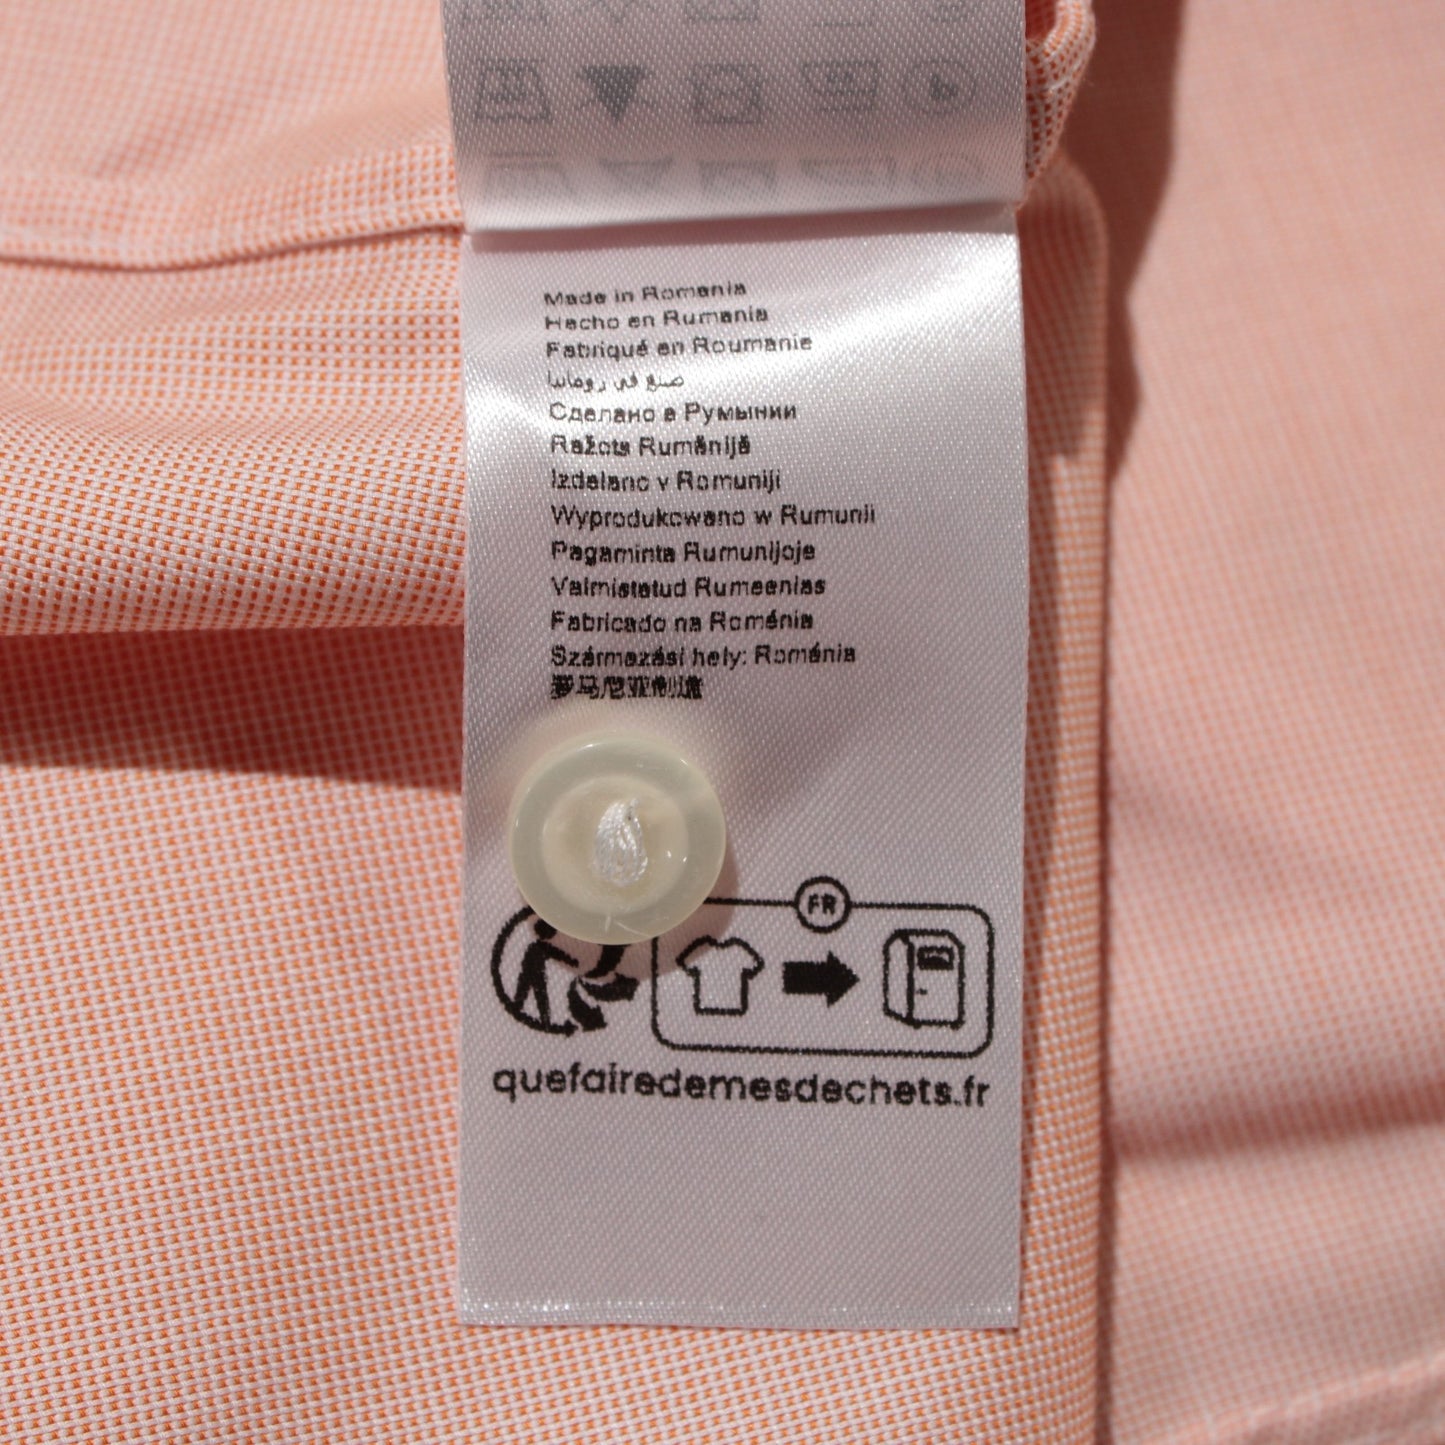 Made in Romania
Hecho en Rumania
Fabriqué en Roumanie
صنع في رومانيا
Сделано в Румынии
Ražots Rumānijā
Izdelano v Romuniji
Wyprodukowano w Rumunii
Pagaminta Rumunijoje
Valmistatud Rumeenias
Fabricado na Roménia
Származási hely: Románia
罗马尼亚制造
FR
quefairedemesdechets.fr